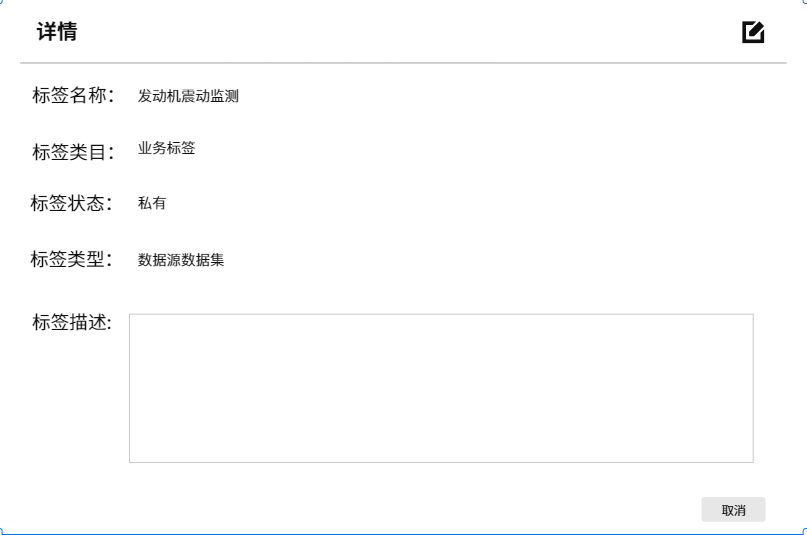 详情
标签名称： 发动机震动监测
标签类目： 业务标签
标签状态： 私有
标签类型： 数据源数据集
标签描述:
取消